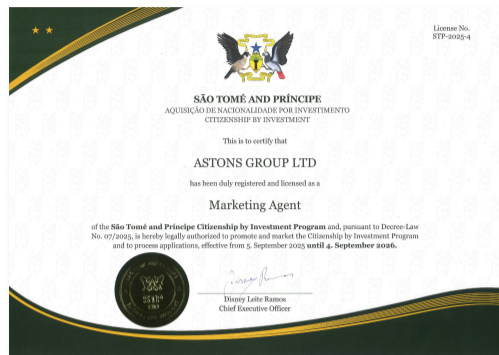 License No.
STP-2025-4
SÃO TOMÉ AND PRÍNCIPE
AQUISIÇÃO DE NACIONALIDADE POR INVESTIMENTO
CITIZENSHIP BY INVESTMENT
This is to certify that
ASTONS GROUP LTD
has been duly registered and licensed as a
Marketing Agent
of the São Tomé and Príncipe Citizenship by Investment Program and, pursuant to Decree-Law
No. 07/2025, is hereby legally authorized to promote and market the Citizenship by Investment Program
and to process applications, effective from 5. September 2025 until 4. September 2026.
Disney Leite Ramos
Chief Executive Officer